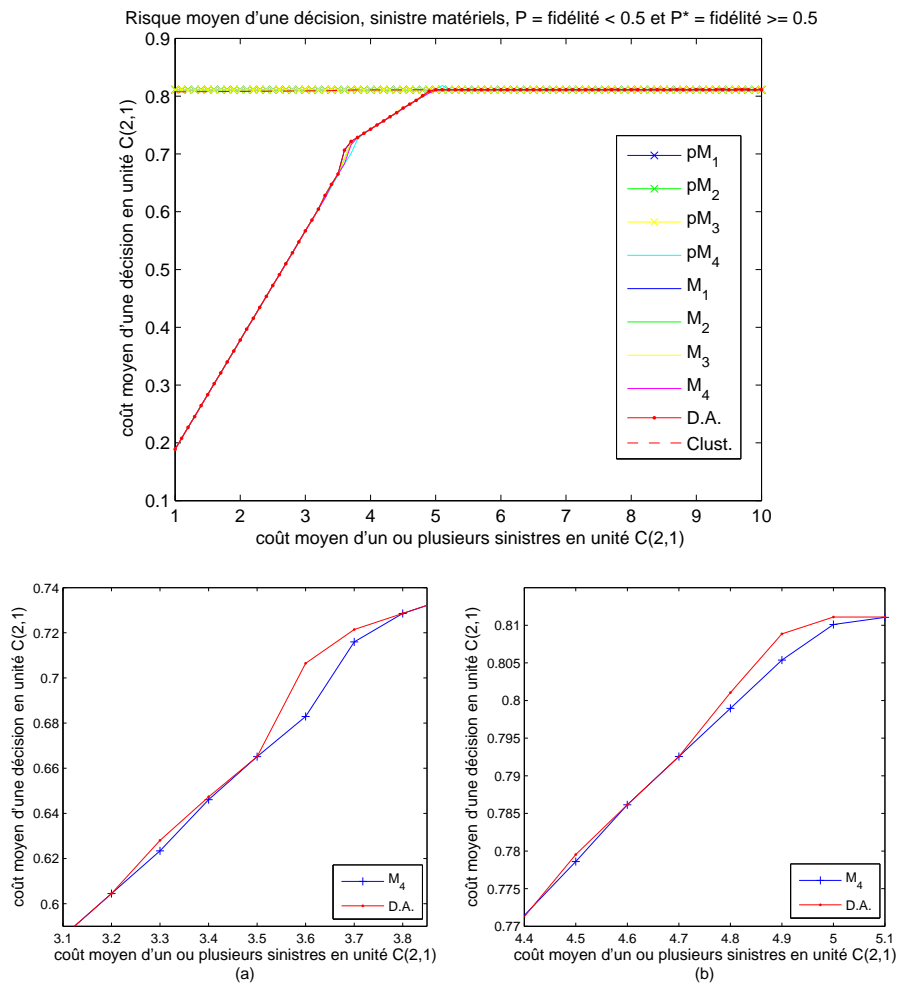 Risque moyen d'une décision, sinistre matériels, P = fidélité < 0.5 et P* = fidélité >= 0.5
coût moyen d'une décision en unité C(2,1)
0.9
0.8
0.7
0.6
0.5
0.4
0.3
0.2
0.1
1 2 3 4 5 6 7 8 9 10
coût moyen d'un ou plusieurs sinistres en unité C(2,1)
pM1
pM2
pM3
pM4
M1
M2
M3
M4
D.A.
Clust.
coût moyen d'une décision en unité C(2,1)
0.74
0.72
0.7
0.68
0.66
0.64
0.62
0.6
3.1 3.2 3.3 3.4 3.5 3.6 3.7 3.8
coût moyen d'un ou plusieurs sinistres en unité C(2,1)
(a)
M4
D.A.
coût moyen d'une décision en unité C(2,1)
0.81
0.805
0.8
0.795
0.79
0.785
0.78
0.775
0.77
4.4 4.5 4.6 4.7 4.8 4.9 5 5.1
coût moyen d'un ou plusieurs sinistres en unité C(2,1)
(b)
M4
D.A.